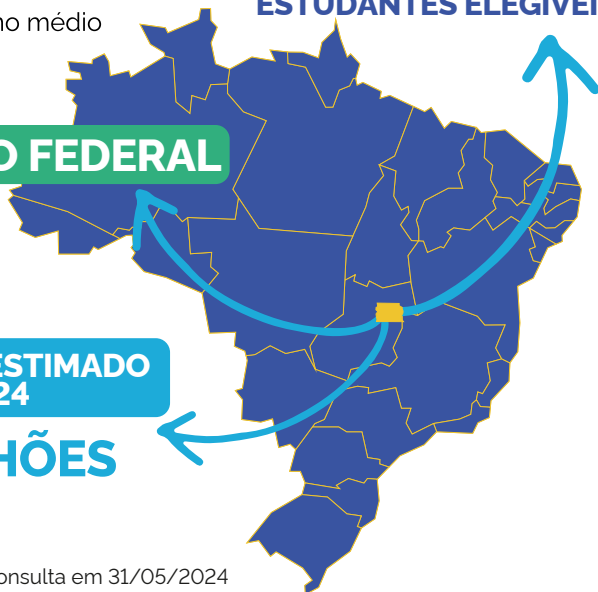 ESTUDANTES ELEGÍVEI
no médio
O FEDERAL
ESTIMADO
24
HÕES
onsulta em 31/05/2024